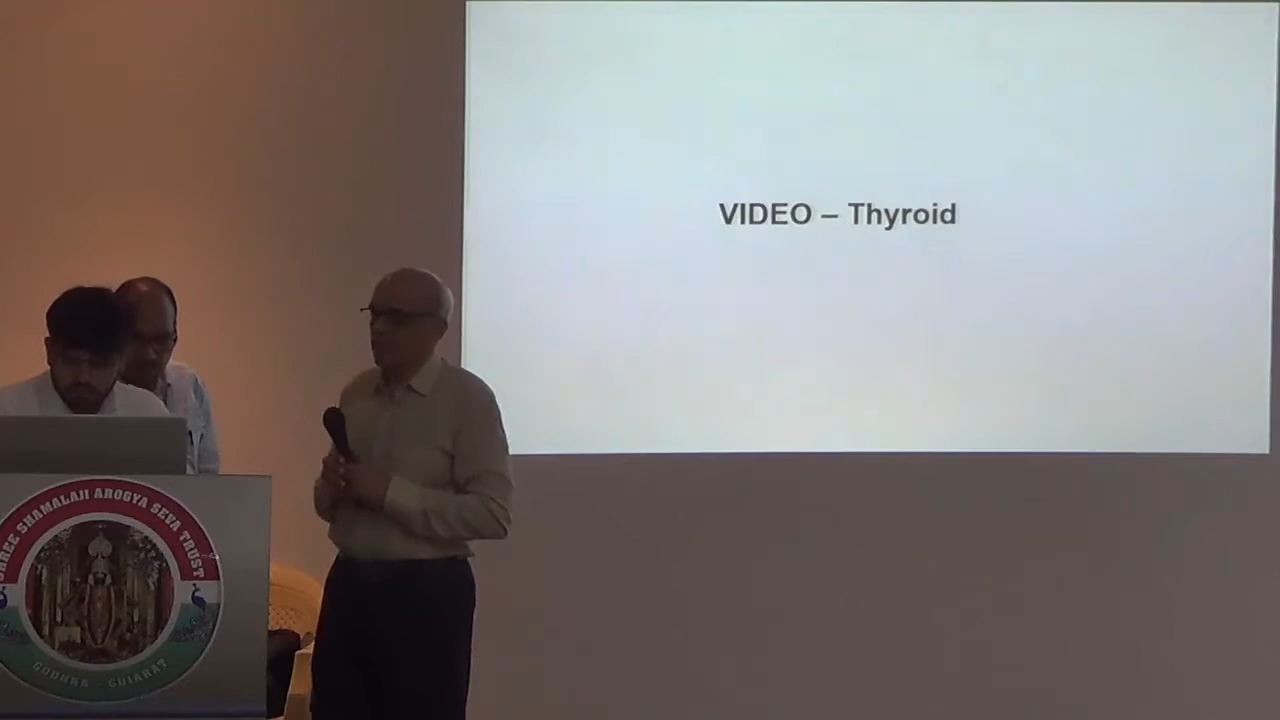 VIDEO – Thyroid
SHREE SHAMALAJI AROGYA SEVA TRUST
GODHRA - GUJARAT